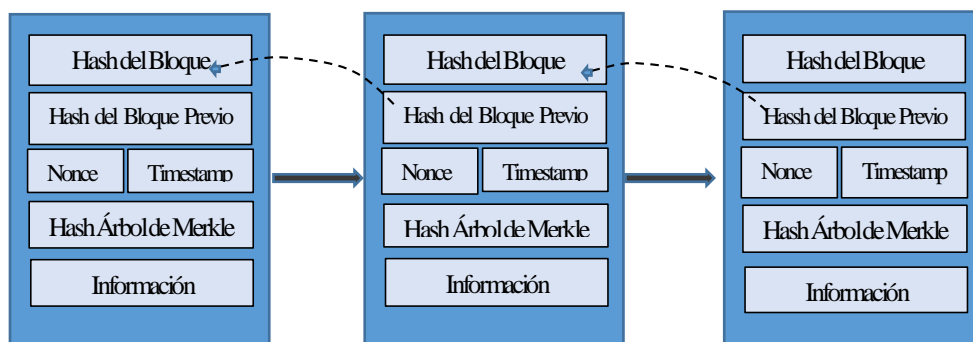 Hash del Bloque
Hash del Bloque Previo
Nonce
Timestamp
Hash Árbol de Merkle
Información
Hash del Bloque
Hash del Bloque Previo
Nonce
Timestamp
Hash Árbol de Merkle
Información
Hash del Bloque
Hassh del Bloque Previo
Nonce
Timestamp
Hash Árbol de Merkle
Información